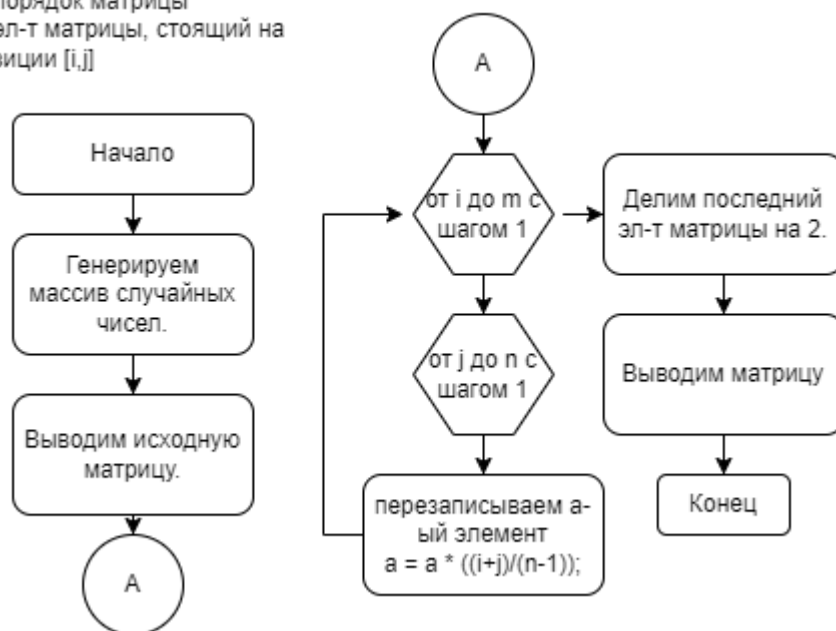 порядок матрицы
эл-т матрицы, стоящий на
[i,j]
Начало
Генерируем
массив случайных
чисел.
Выводим исходную
матрицу.
А
А
от i до m с
шагом 1
от j до n с
шагом 1
перезаписываем а-
ый элемент
a = a * ((i+j)/(n-1));
Делим последний
эл-т матрицы на 2.
Выводим матрицу
Конец